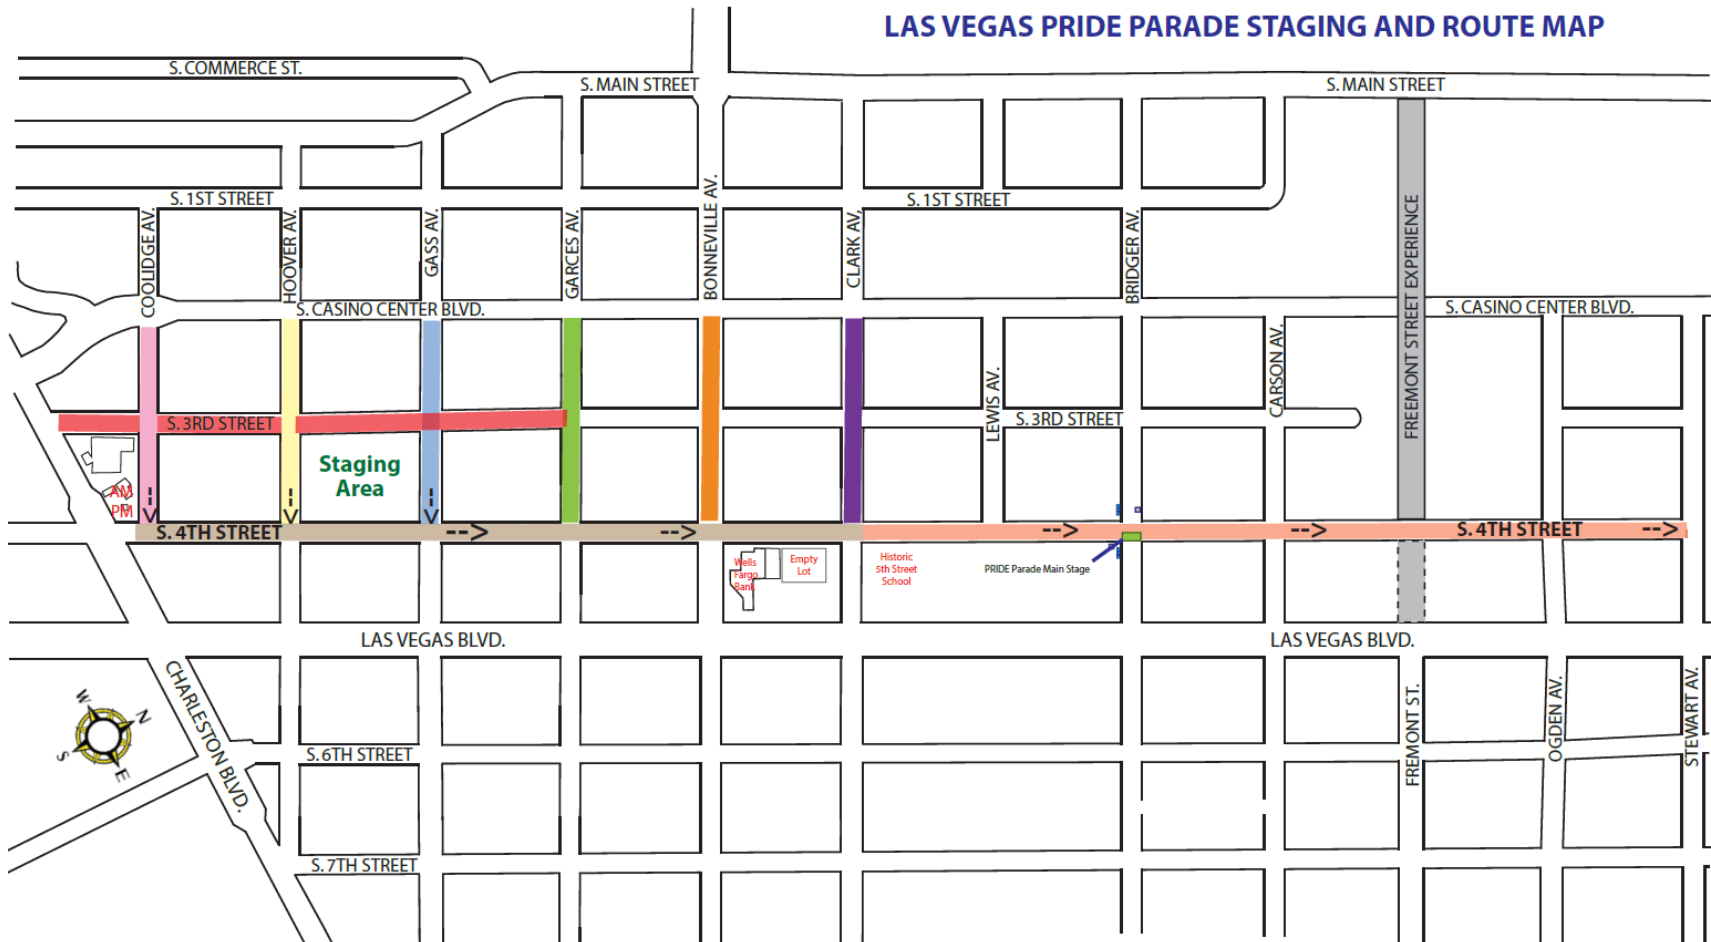 LAS VEGAS PRIDE PARADE STAGING AND ROUTE MAP
S. COMMERCE ST.
S. MAIN STREET
S. MAIN STREET
S. 1ST STREET
S. 1ST STREET
COOLIDGE AV.
HOOVER AV.
GASS AV.
GARCES AV.
BONNEVILLE AV.
CLARK AV,
BRIDGER AV.
FREEMONT STREET EXPERIENCE
S. CASINO CENTER BLVD.
S. CASINO CENTER BLVD.
LEWIS AV.
CARSON AV.
S. 3RD STREET
S. 3RD STREET
Staging
Area
AM
PM
S. 4TH STREET
-->
-->
-->
-->
S. 4TH STREET
-->
-->
-->
-->
Wells
Fargo
Bank
Empty
Lot
Historic
5th Street
School
PRIDE Parade Main Stage
LAS VEGAS BLVD.
LAS VEGAS BLVD.
CHARLESTON BLVD.
W
N
S
E
S. 6TH STREET
S. 7TH STREET
FREMONT ST.
OGDEN AV.
STEWART AV.